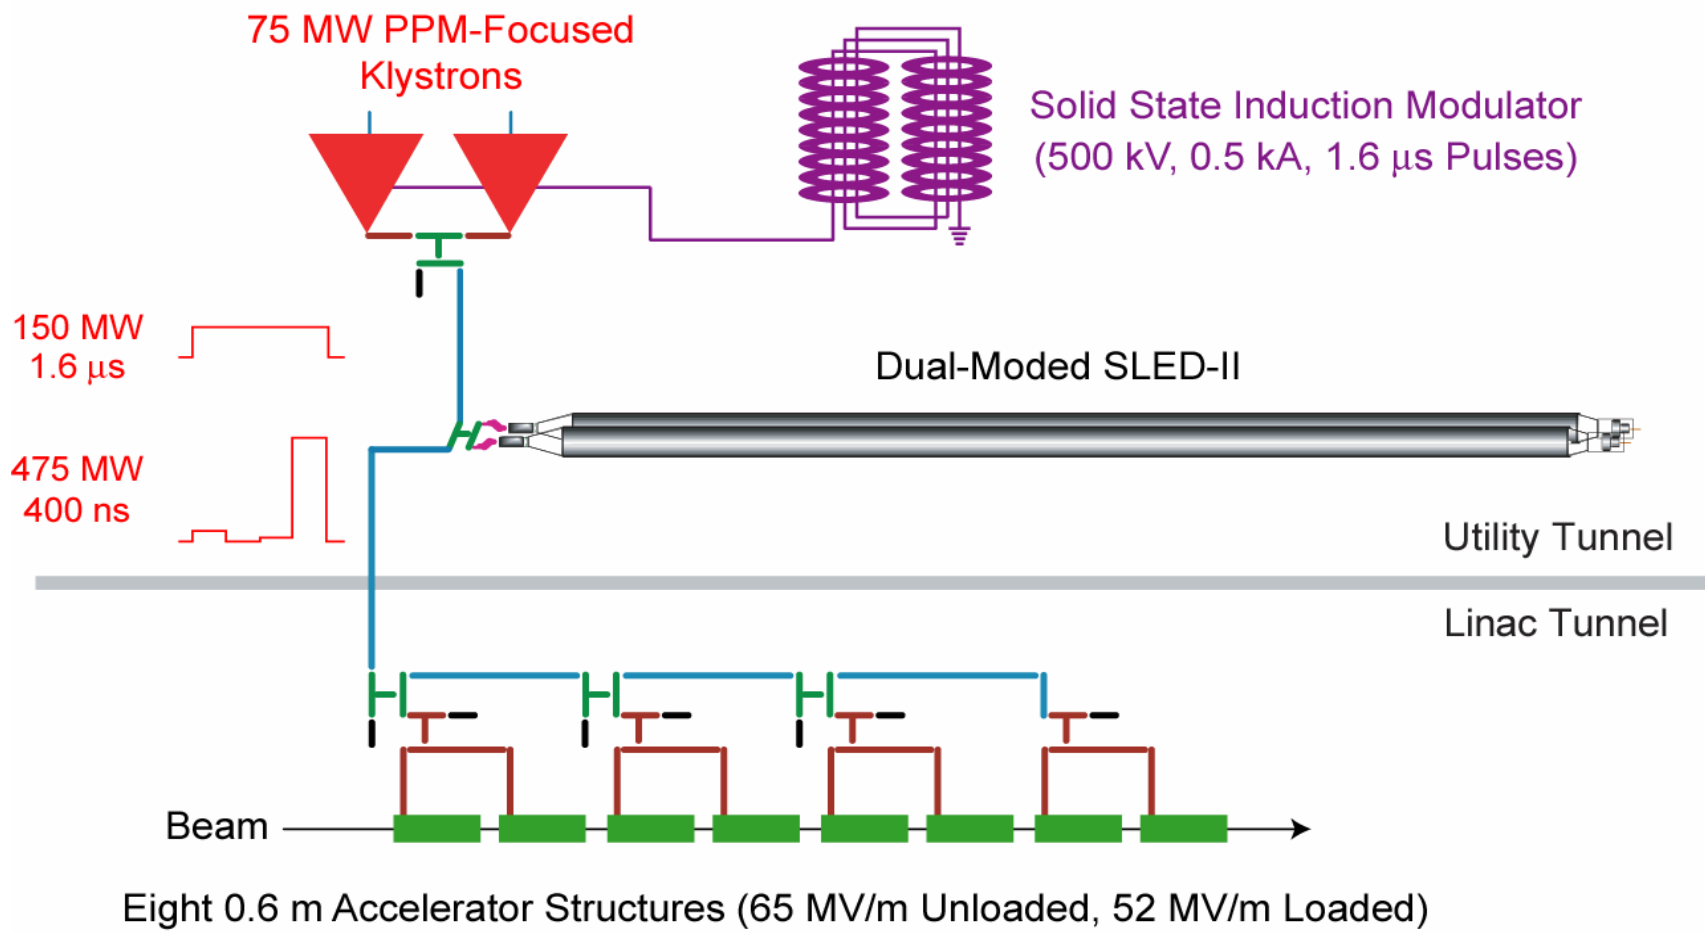 75 MW PPM-Focused
Klystrons
Solid State Induction Modulator
(500 kV, 0.5 kA, 1.6 μs Pulses)
150 MW
1.6 μs
Dual-Moded SLED-II
475 MW
400 ns
Utility Tunnel
Linac Tunnel
Beam
Eight 0.6 m Accelerator Structures (65 MV/m Unloaded, 52 MV/m Loaded)